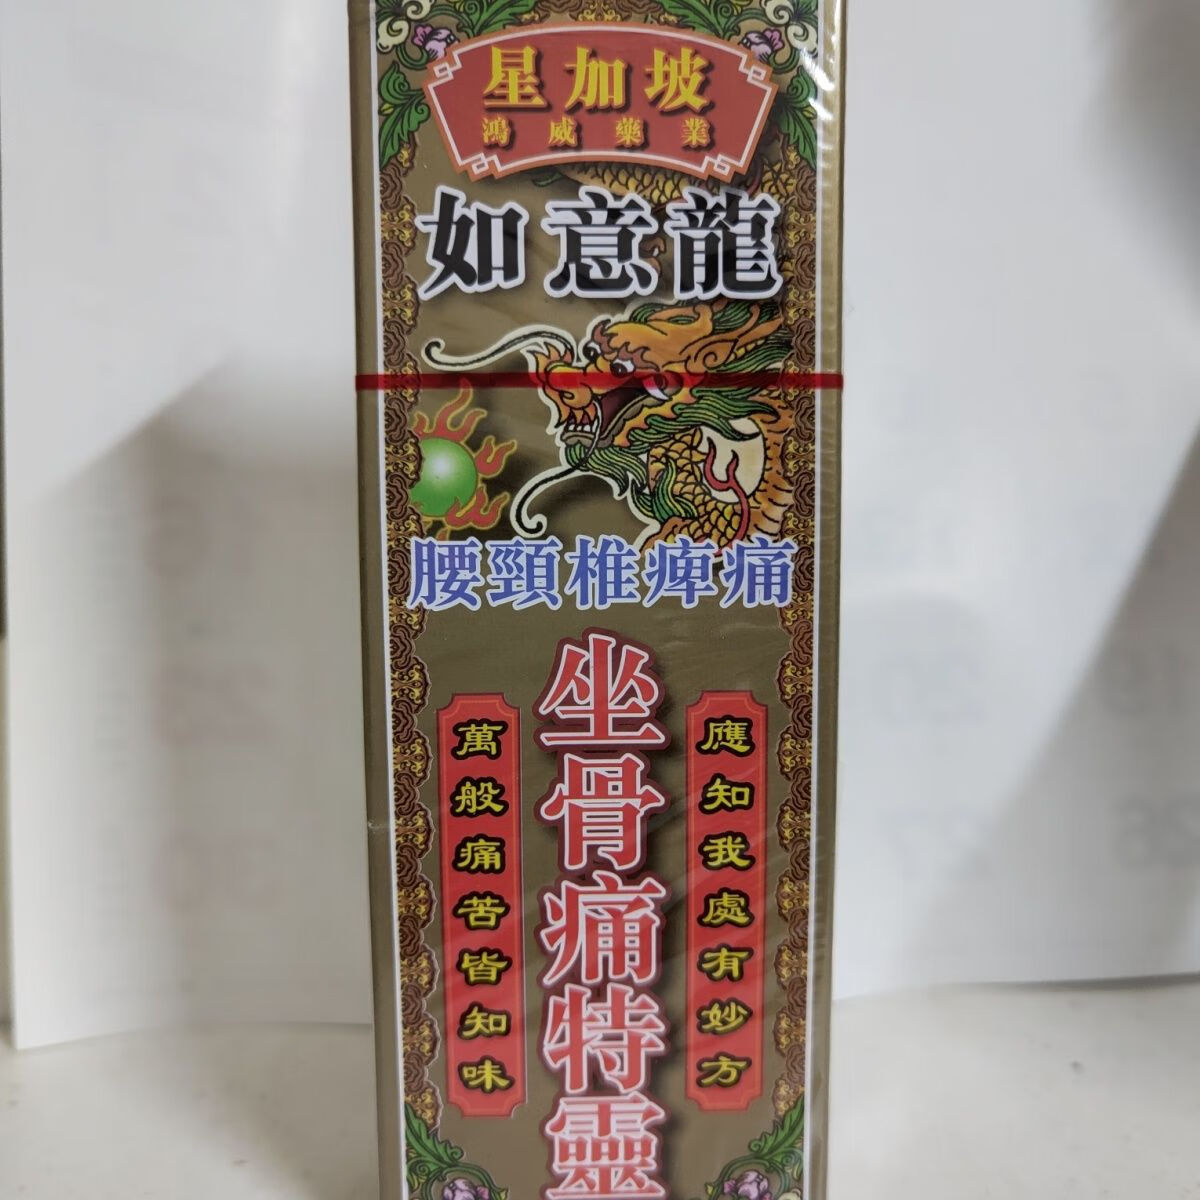 星加坡
鴻威藥業
如意龍
腰頸椎痺痛
坐骨痛特靈
應知我處有妙方
萬般痛苦皆知味